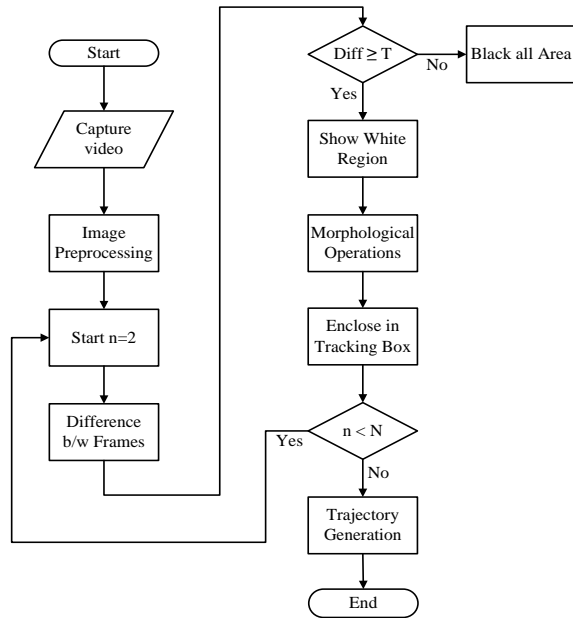 Start
Capture
video
Image
Preprocessing
Start n=2
Difference
b/w Frames
Diff ≥ T
No
Black all Area
Yes
Show White
Region
Morphological
Operations
Enclose in
Tracking Box
n < N
Yes
No
Trajectory
Generation
End